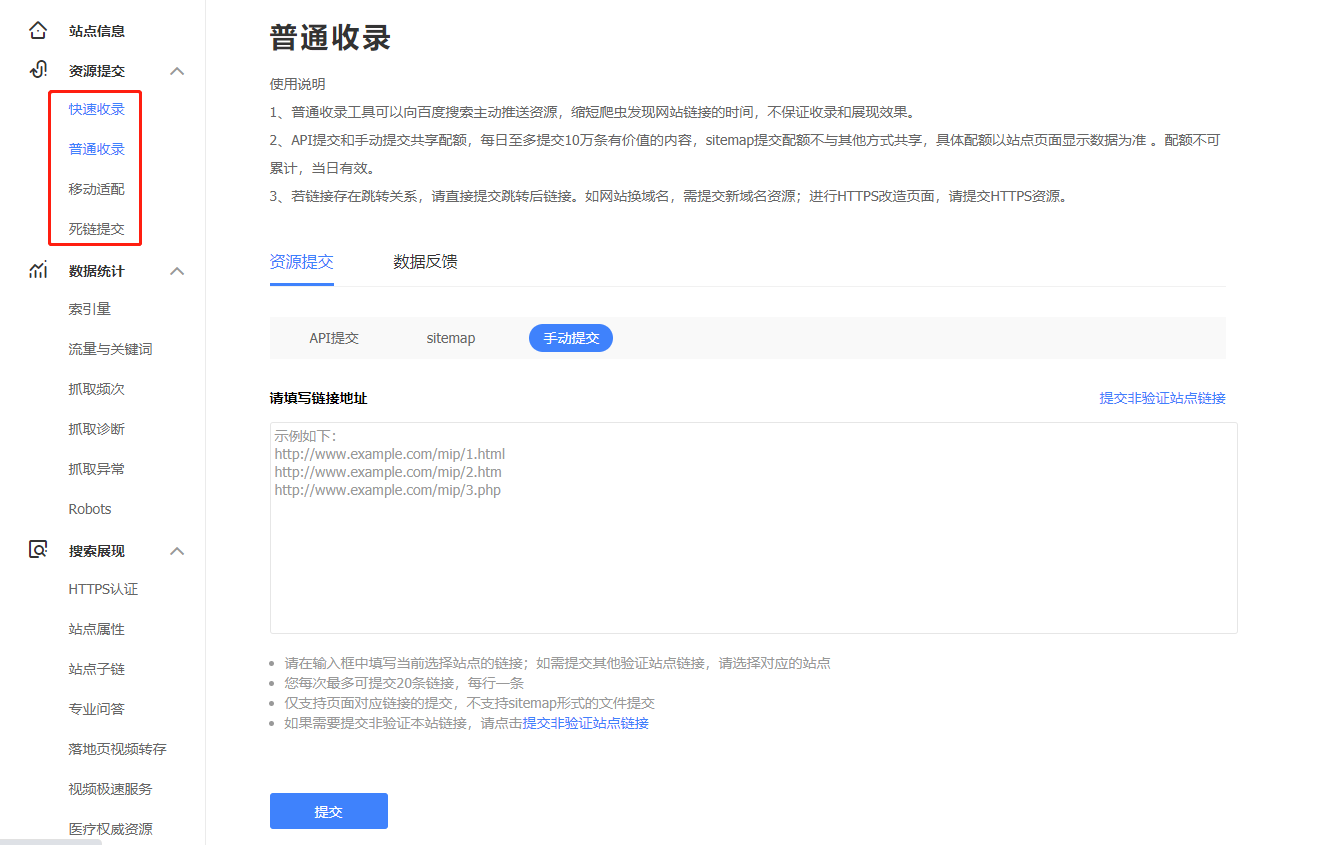 站点信息
资源提交
快速收录
普通收录
移动适配
死链提交
数据统计
索引量
流量与关键词
抓取频次
抓取诊断
抓取异常
Robots
搜索展现
HTTPS认证
站点属性
站点子链
专业问答
落地页视频转存
视频极速服务
医疗权威资源
普通收录
使用说明
1、普通收录工具可以向百度搜索主动推送资源，缩短爬虫发现网站链接的时间，不保证收录和展现效果。
2、API提交和手动提交共享配额，每日至多提交10万条有价值的内容，sitemap提交配额不与其他方式共享，具体配额以站点页面显示数据为准 。配额不可
累计，当日有效。
3、若链接存在跳转关系，请直接提交跳转后链接。如网站换域名，需提交新域名资源；进行HTTPS改造页面，请提交HTTPS资源。
资源提交 数据反馈
API提交 sitemap 手动提交
请填写链接地址 提交非验证站点链接
示例如下：
http://www.example.com/mip/1.html
http://www.example.com/mip/2.htm
http://www.example.com/mip/3.php
请在输入框中填写当前选择站点的链接；如需提交其他验证站点链接，请选择对应的站点
您每次最多可提交20条链接，每行一条
仅支持页面对应链接的提交，不支持sitemap形式的文件提交
如果需要提交非验证本站链接，请点击提交非验证站点链接
提交